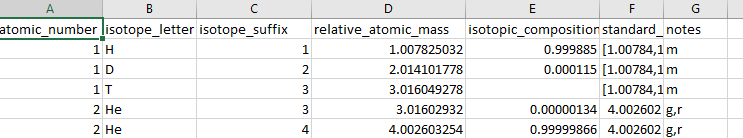 A B C D E F G
atomic_number isotope_letter isotope_suffix relative_atomic_mass isotopic_composition standard_ notes
1 H 1 1.007825032 0.999885 [1.00784,1 m
1 D 2 2.014101778 0.000115 [1.00784,1 m
1 T 3 3.016049278 [1.00784,1 m
2 He 3 3.01602932 0.00000134 4.002602 g,r
2 He 4 4.002603254 0.99999866 4.002602 g,r